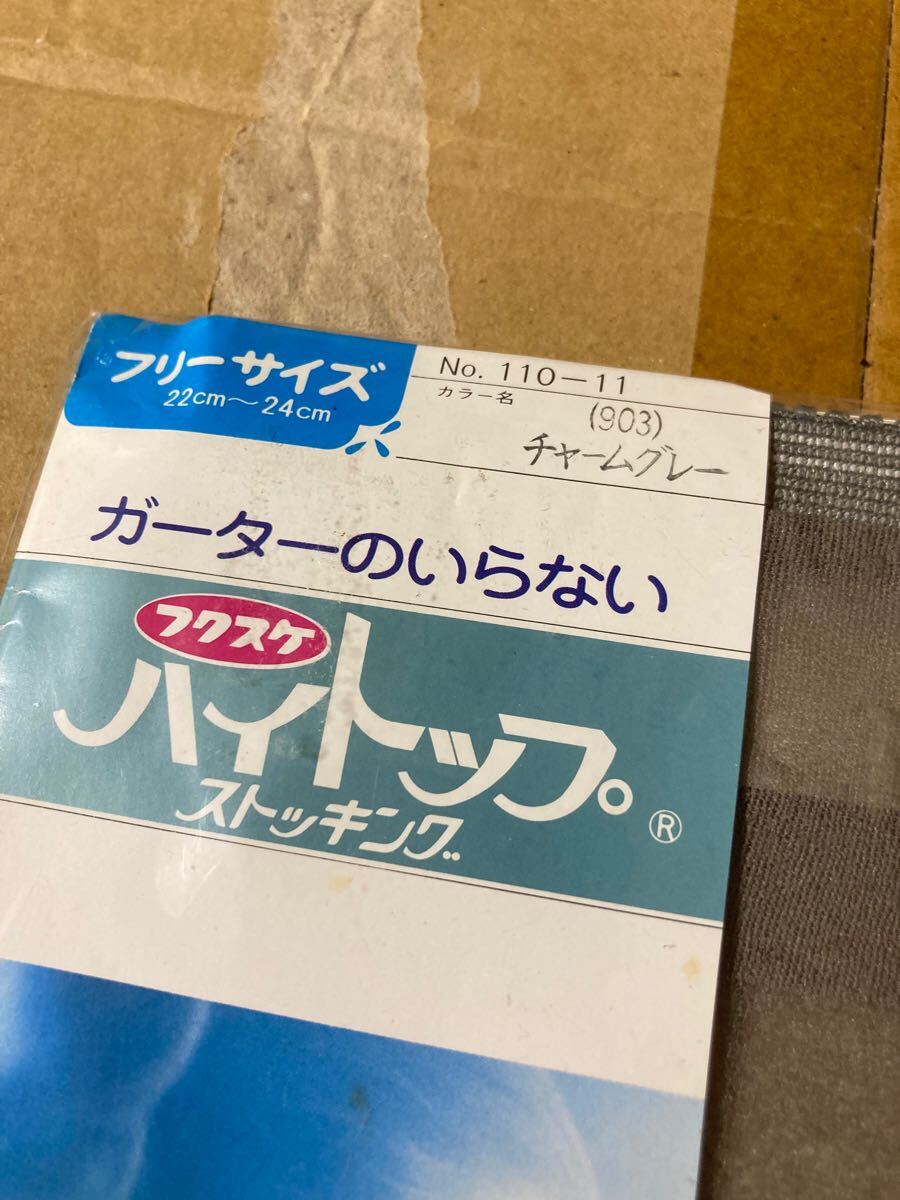 フリーサイズ
22cm〜24cm
No. 110-11
カラー名
(903)
チャームグレー
ガーターのいらない
フクスケ
ハイトップ
ストッキング
®